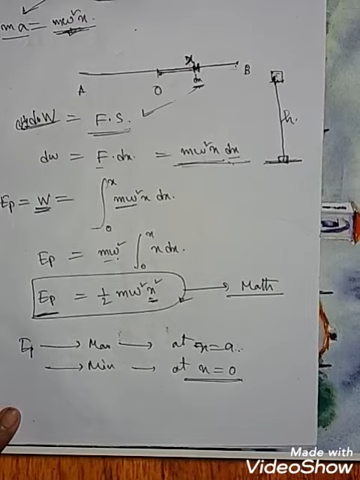 ma = mω²x
x
A O dx B
h.
W = F.S.
dw = F.dx = mω²x dx
Ep = W = ∫₀ˣ mω²x dx.
Ep = mω² ∫₀ˣ x dx.
Ep = 1/2 mω²x² → Math
Ep → Max → at x = a.
→ Min → at x = 0
Made with
VideoShow